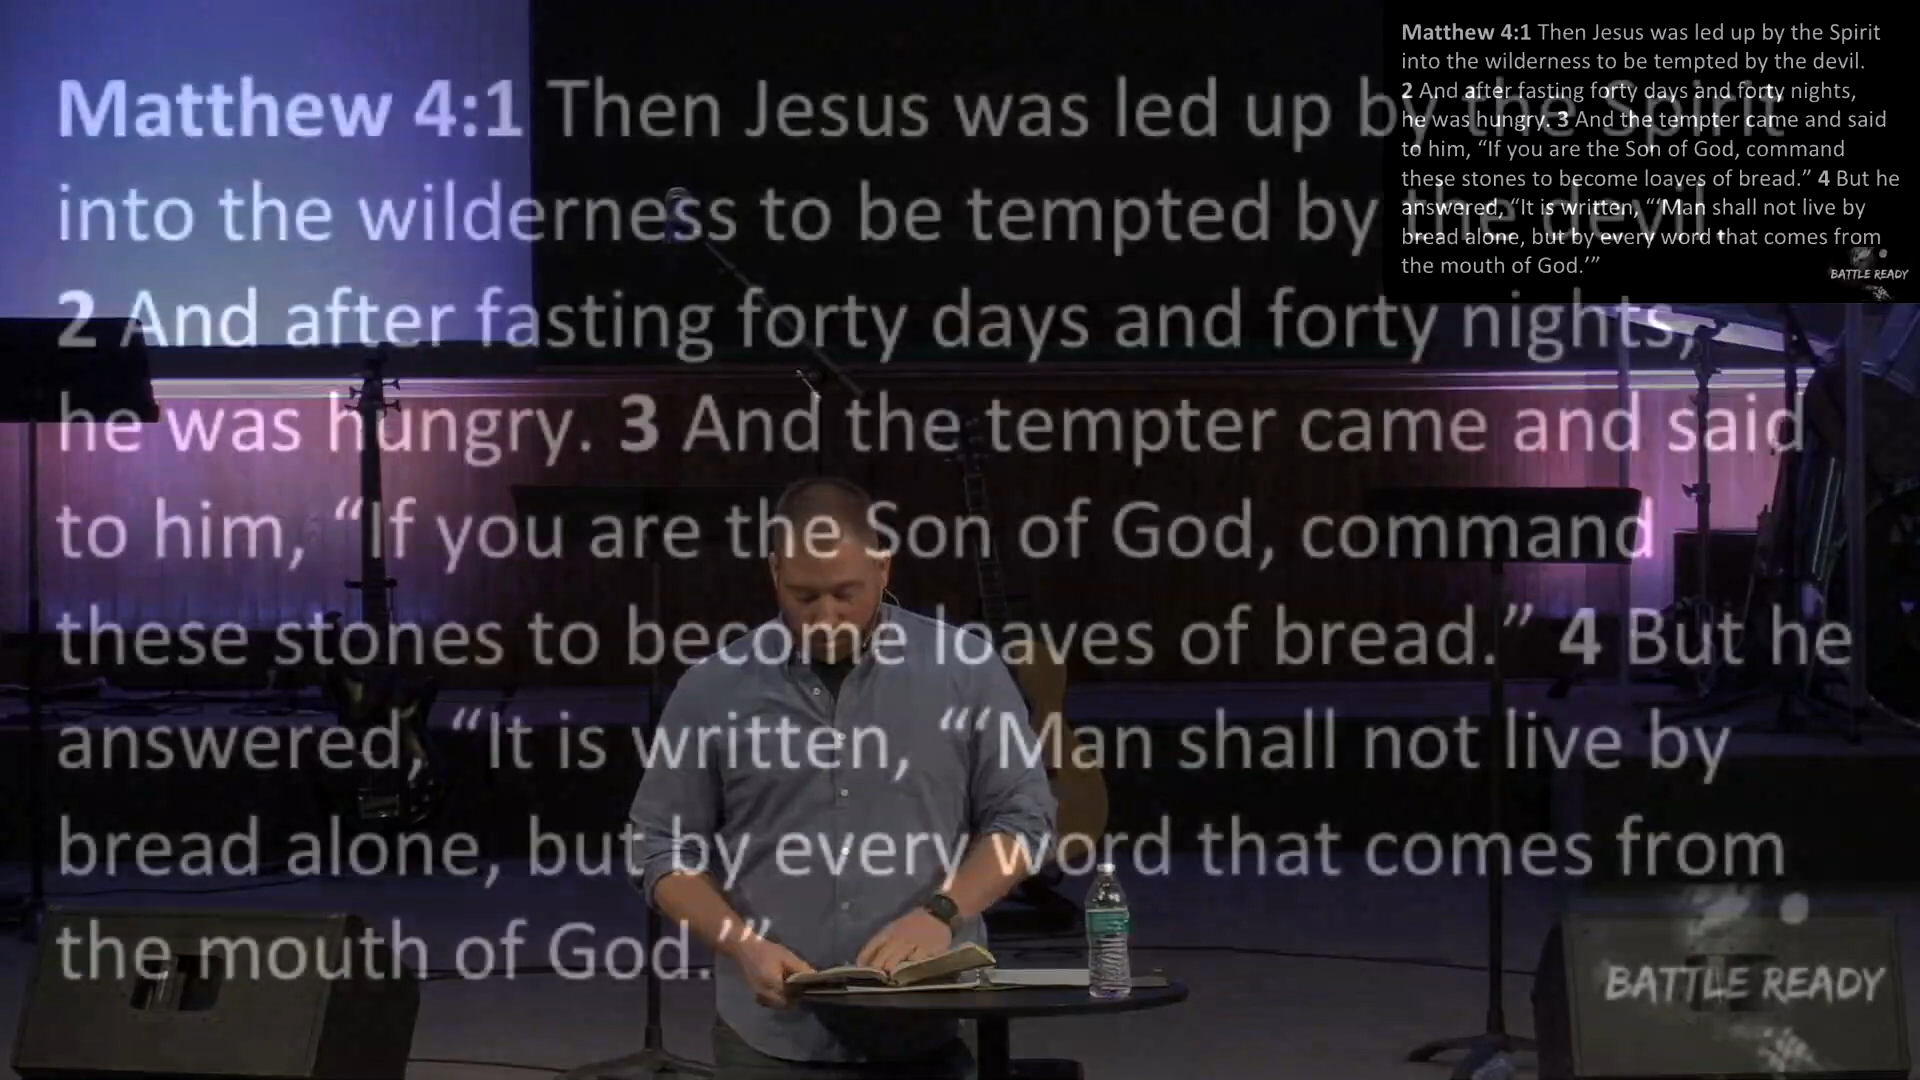 Matthew 4:1 Then Jesus was led up by the Spirit
into the wilderness to be tempted by the devil.
2 And after fasting forty days and forty nights,
he was hungry. 3 And the tempter came and said
to him, “If you are the Son of God, command
these stones to become loaves of bread.” 4 But he
answered, “It is written, “‘Man shall not live by
bread alone, but by every word that comes from
the mouth of God.’”
BATTLE READY
Matthew 4:1 Then Jesus was led up by the Spirit
into the wilderness to be tempted by the devil.
2 And after fasting forty days and forty nights,
he was hungry. 3 And the tempter came and said
to him, “If you are the Son of God, command
these stones to become loaves of bread.” 4 But he
answered, “It is written, “‘Man shall not live by
bread alone, but by every word that comes from
the mouth of God.’”
BATTLE READY